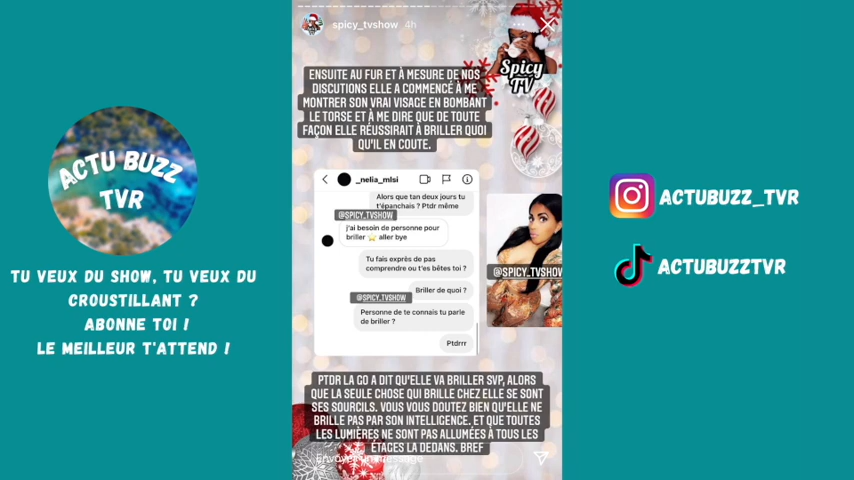 spicy_tvshow 4h
Spicy
TV
ENSUITE AU FUR ET À MESURE DE NOS
DISCUTIONS ELLE A COMMENCÉ À ME
MONTRER SON VRAI VISAGE EN BOMBANT
LE TORSE ET À ME DIRE QUE DE TOUTE
FAÇON ELLE RÉUSSIRAIT À BRILLER QUOI
QU'IL EN COUTE.
ACTU BUZZ
TVR
TU VEUX DU SHOW, TU VEUX DU
CROUSTILLANT ?
ABONNE TOI !
LE MEILLEUR T'ATTEND !
_nelia_mlsi
Alors que tant deux jours tu
t'épanchais ? Ptdr même
@SPICY_TVSHOW
j'ai besoin de personne pour
briller ⭐ aller bye
Tu fais exprès de pas
comprendre ou t'es bêtes toi ?
Briller de quoi ?
@SPICY_TVSHOW
Personne de te connais tu parle
de briller ?
Ptdrrr
@SPICY_TVSHOW
PTDR LA GO A DIT QU'ELLE VA BRILLER SVP, ALORS
QUE LA SEULE CHOSE QUI BRILLE CHEZ ELLE SE SONT
SES SOURCILS. VOUS VOUS DOUTEZ BIEN QU'ELLE NE
BRILLE PAS PAR SON INTELLIGENCE. ET QUE TOUTES
LES LUMIÈRES NE SONT PAS ALLUMÉES À TOUS LES
ÉTAGES LA DEDANS. BREF
Envoyer un message
ACTUBUZZ_TVR
ACTUBUZZTVR